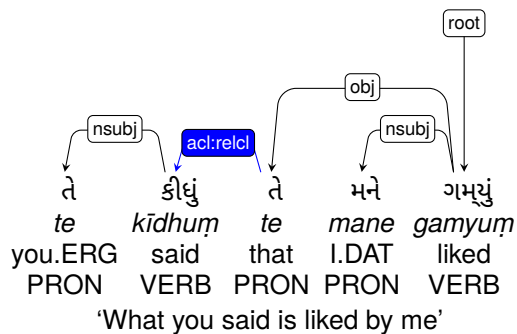 root
obj
nsubj acl:relcl nsubj
તે કીધું તે મને ગમ્યું
te kīdhuṃ te mane gamyuṃ
you.ERG said that I.DAT liked
PRON VERB PRON PRON VERB
‘What you said is liked by me’